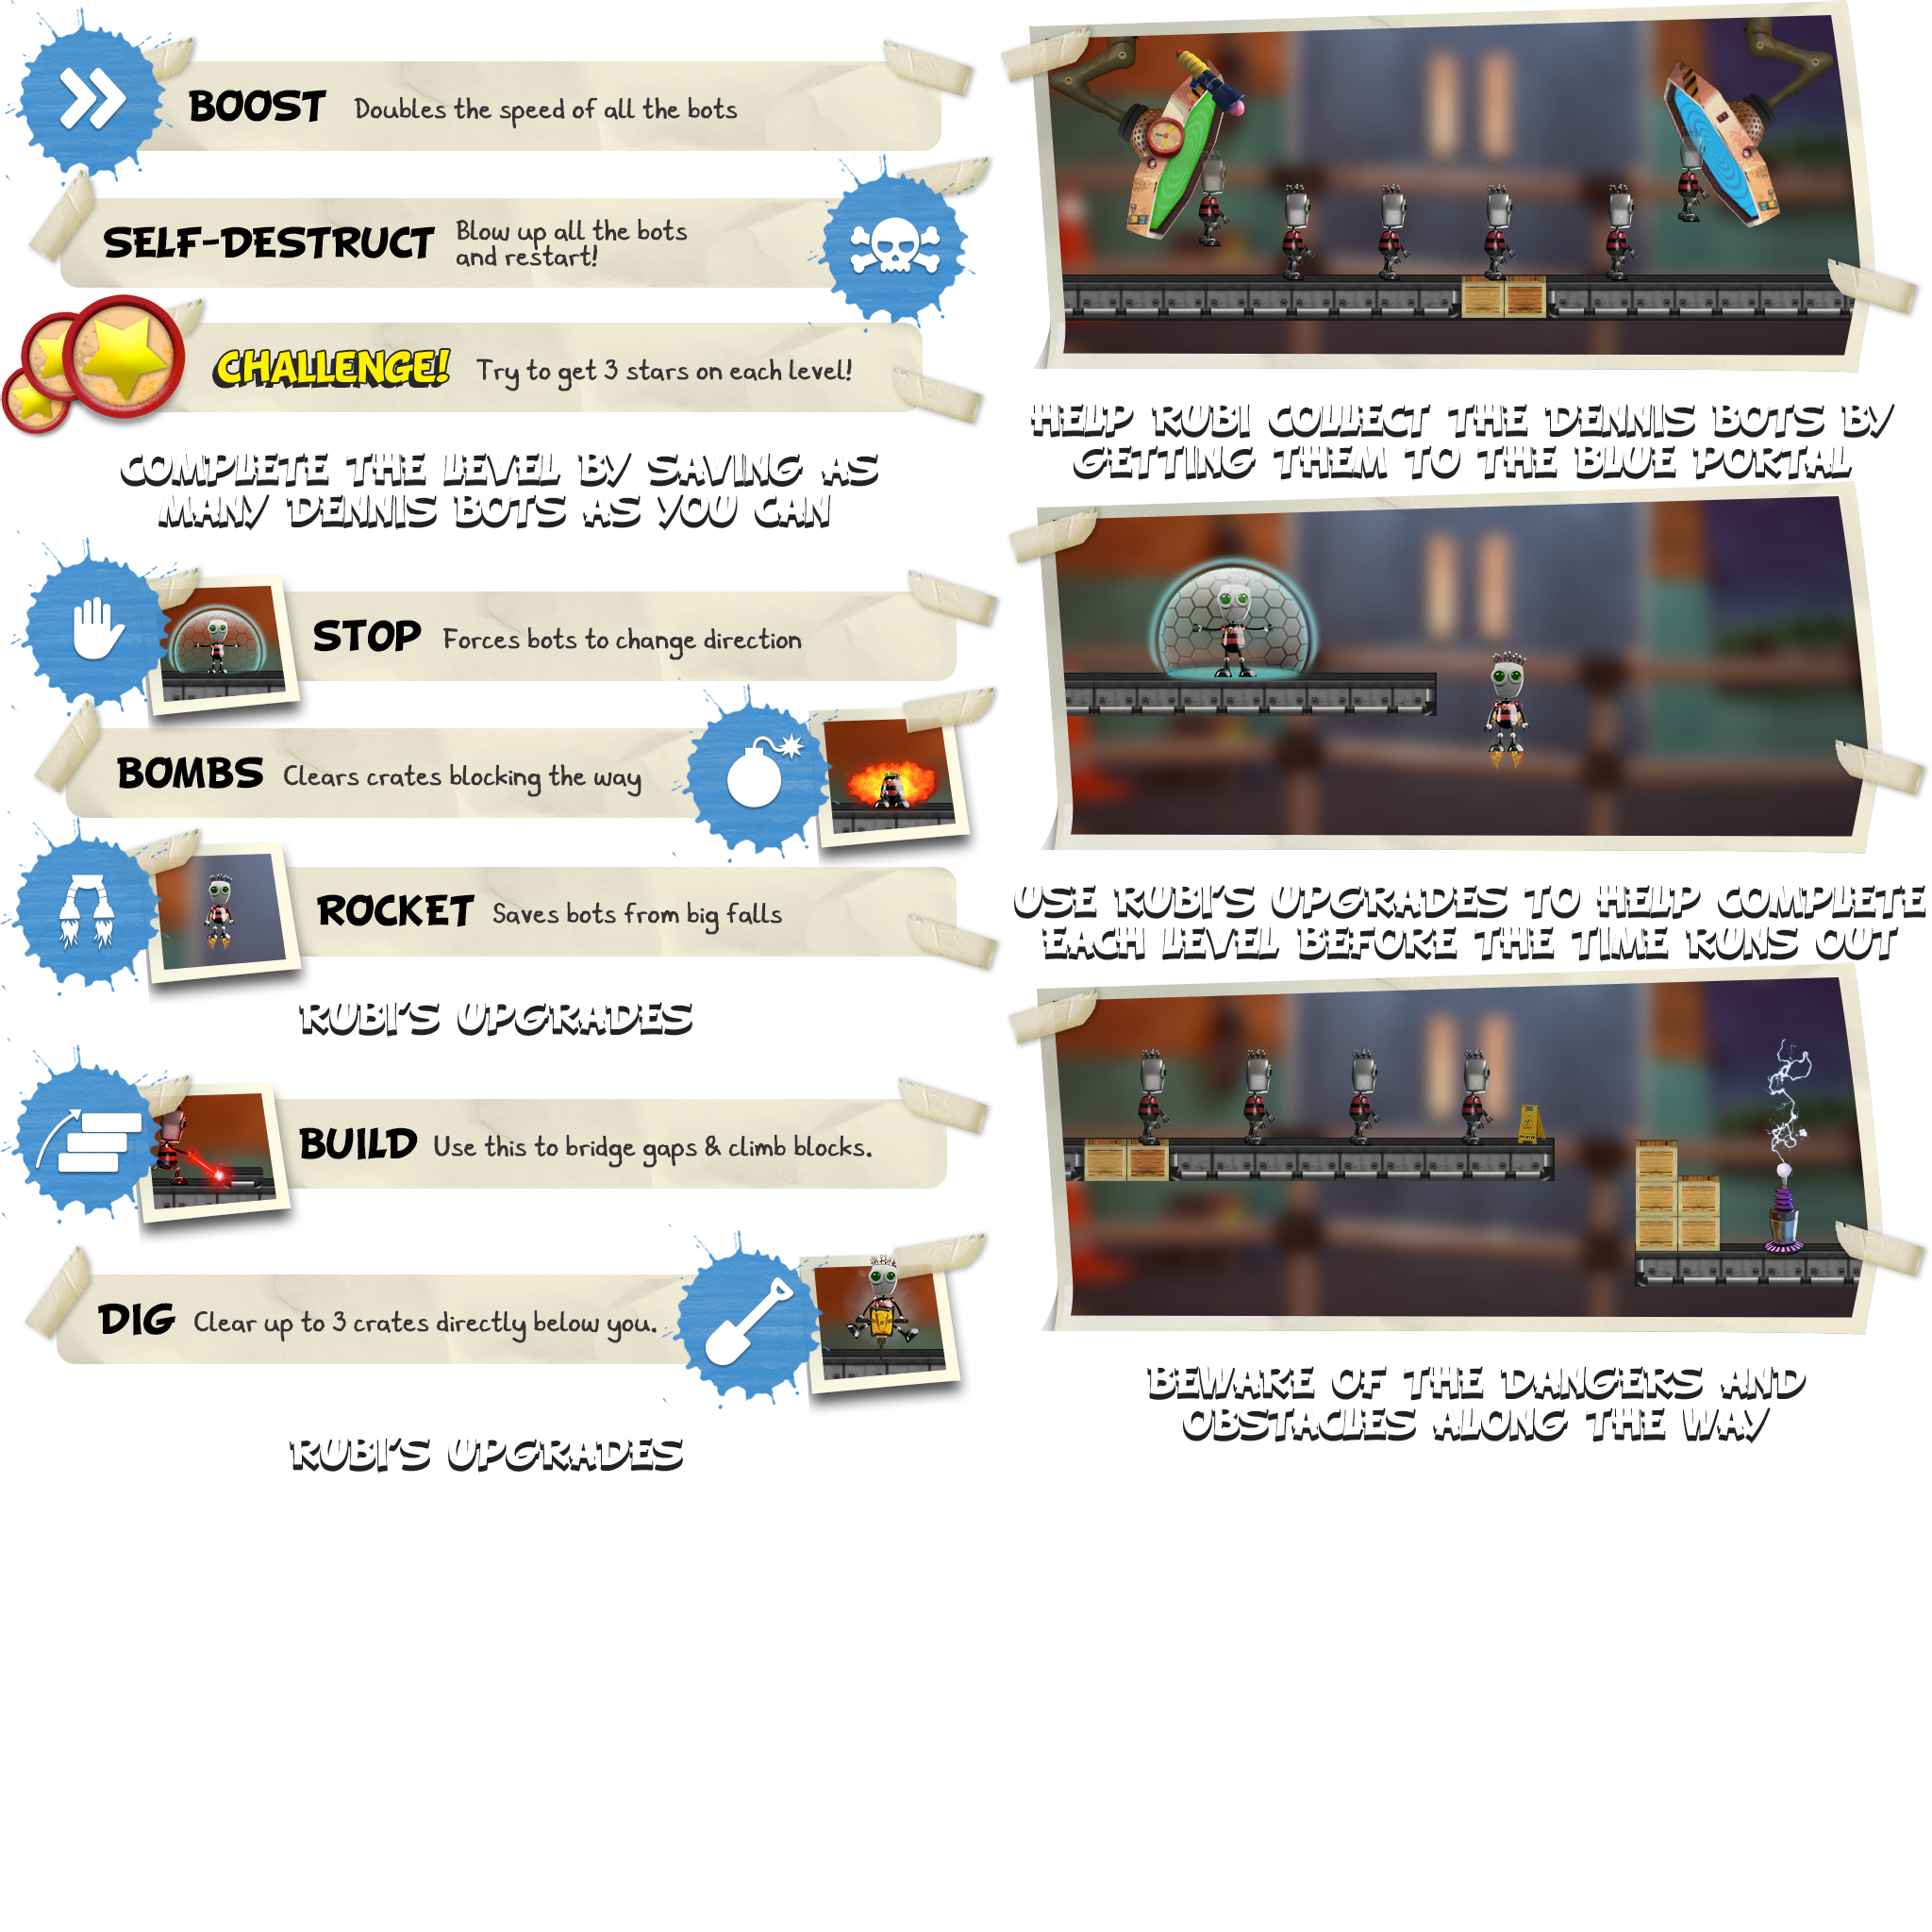 BOOST Doubles the speed of all the bots
SELF-DESTRUCT Blow up all the bots
and restart!
CHALLENGE! Try to get 3 stars on each level!
COMPLETE THE LEVEL BY SAVING AS
MANY DENNIS BOTS AS YOU CAN
STOP Forces bots to change direction
BOMBS Clears crates blocking the way
ROCKET Saves bots from big falls
RUBI'S UPGRADES
BUILD Use this to bridge gaps & climb blocks.
DIG Clear up to 3 crates directly below you.
RUBI'S UPGRADES
HELP RUBI COLLECT THE DENNIS BOTS BY
GETTING THEM TO THE BLUE PORTAL
USE RUBI'S UPGRADES TO HELP COMPLETE
EACH LEVEL BEFORE THE TIME RUNS OUT
BEWARE OF THE DANGERS AND
OBSTACLES ALONG THE WAY